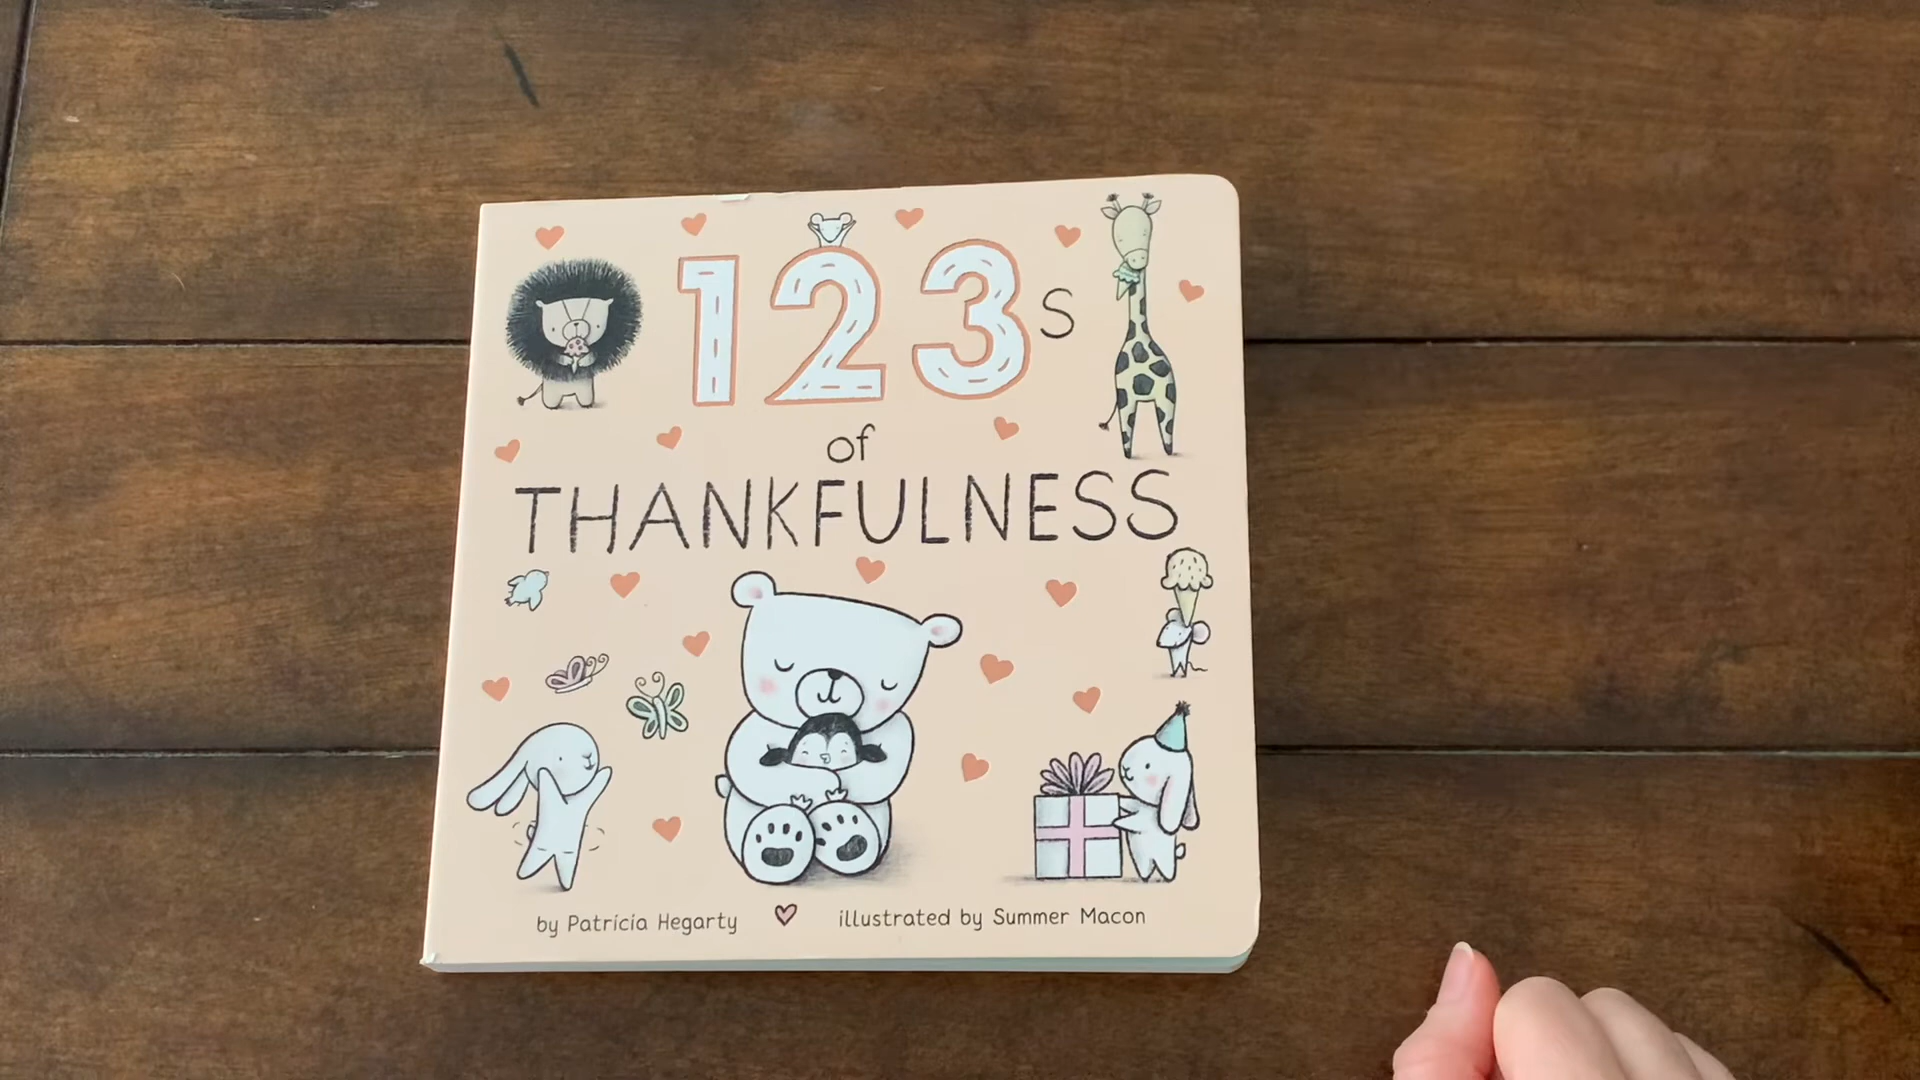 123s
of
THANKFULNESS
by Patricia Hegarty illustrated by Summer Macon